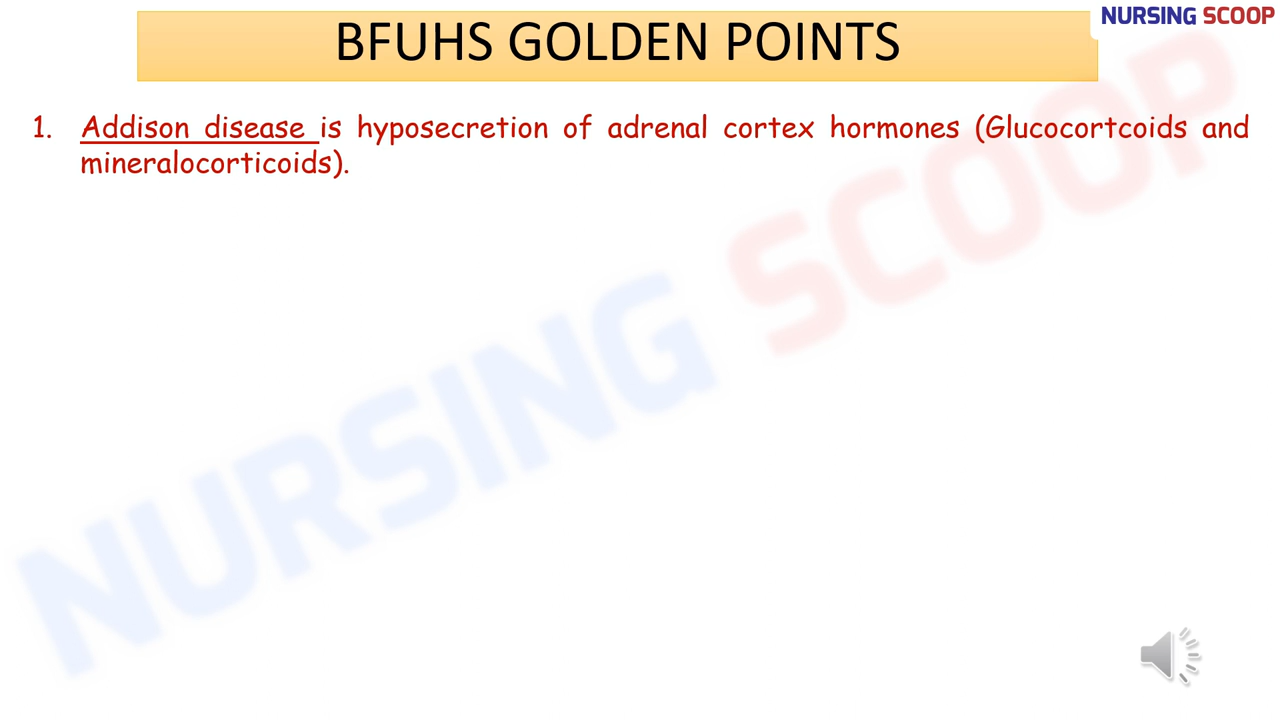 BFUHS GOLDEN POINTS
NURSING SCOOP
1. Addison disease is hyposecretion of adrenal cortex hormones (Glucocortcoids and
mineralocorticoids).
NURSING SCOOP